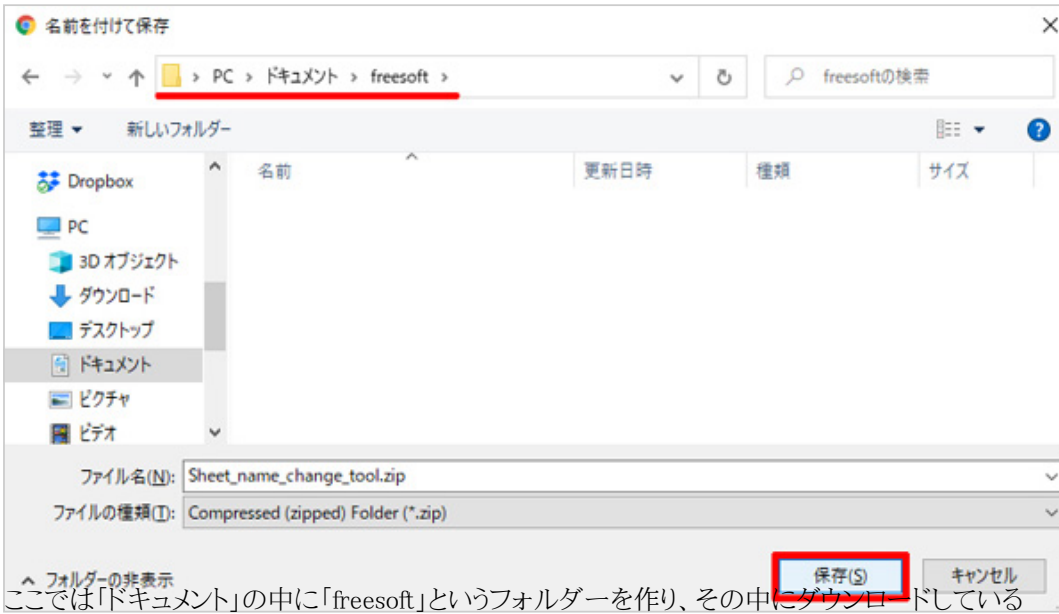 名前を付けて保存
PC › ドキュメント › freesoft ›
freesoftの検索
整理
新しいフォルダー
名前
更新日時
種類
サイズ
Dropbox
PC
3D オブジェクト
ダウンロード
デスクトップ
ドキュメント
ピクチャ
ビデオ
ファイル名(N): Sheet_name_change_tool.zip
ファイルの種類(T): Compressed (zipped) Folder (*.zip)
フォルダーの非表示
保存(S)
キャンセル
ここでは「ドキュメント」の中に「freesoft」というフォルダーを作り、その中にダウンロードしている